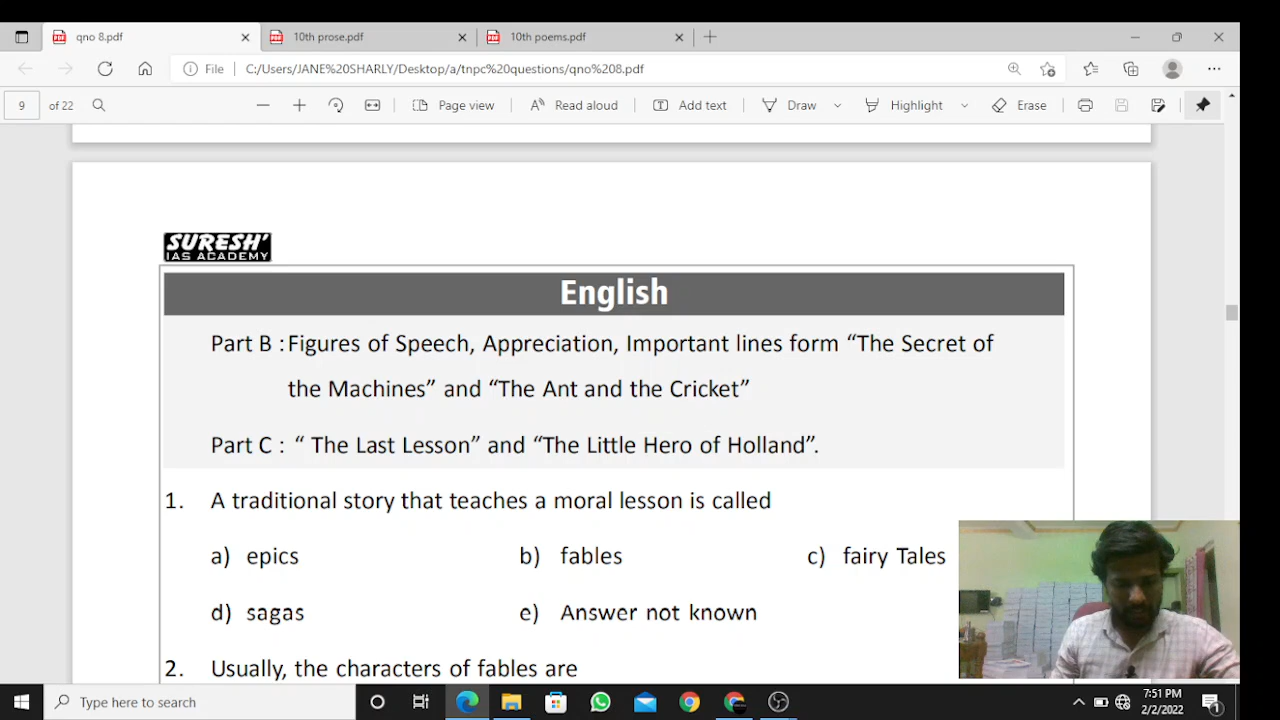 qno 8.pdf
10th prose.pdf
10th poems.pdf
File
C:/Users/JANE%20SHARLY/Desktop/a/tnpc%20questions/qno%208.pdf
9 of 22
Page view
Read aloud
Add text
Draw
Highlight
Erase
SURESH'
IAS ACADEMY
English
Part B : Figures of Speech, Appreciation, Important lines form “The Secret of
the Machines” and “The Ant and the Cricket”
Part C : “ The Last Lesson” and “The Little Hero of Holland”.
1. A traditional story that teaches a moral lesson is called
a) epics b) fables c) fairy Tales
d) sagas e) Answer not known
2. Usually, the characters of fables are
Type here to search
7:51 PM
2/2/2022